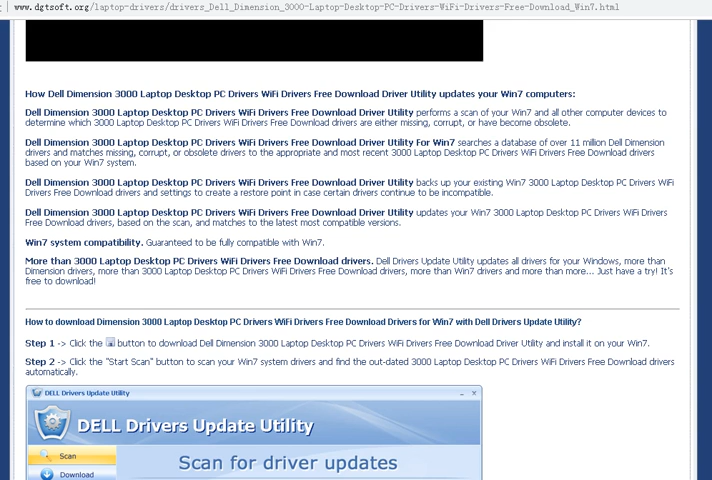 www.dgtsoft.org/laptop-drivers/drivers_Dell_Dimension_3000-Laptop-Desktop-PC-Drivers-WiFi-Drivers-Free-Download_Win7.html
How Dell Dimension 3000 Laptop Desktop PC Drivers WiFi Drivers Free Download Driver Utility updates your Win7 computers:
Dell Dimension 3000 Laptop Desktop PC Drivers WiFi Drivers Free Download Driver Utility performs a scan of your Win7 and all other computer devices to
determine which 3000 Laptop Desktop PC Drivers WiFi Drivers Free Download drivers are either missing, corrupt, or have become obsolete.
Dell Dimension 3000 Laptop Desktop PC Drivers WiFi Drivers Free Download Driver Utility For Win7 searches a database of over 11 million Dell Dimension
drivers and matches missing, corrupt, or obsolete drivers to the appropriate and most recent 3000 Laptop Desktop PC Drivers WiFi Drivers Free Download drivers
based on your Win7 system.
Dell Dimension 3000 Laptop Desktop PC Drivers WiFi Drivers Free Download Driver Utility backs up your existing Win7 3000 Laptop Desktop PC Drivers WiFi
Drivers Free Download drivers and settings to create a restore point in case certain drivers continue to be incompatible.
Dell Dimension 3000 Laptop Desktop PC Drivers WiFi Drivers Free Download Driver Utility updates your Win7 3000 Laptop Desktop PC Drivers WiFi Drivers
Free Download drivers, based on the scan, and matches to the latest most compatible versions.
Win7 system compatibility. Guaranteed to be fully compatible with Win7.
More than 3000 Laptop Desktop PC Drivers WiFi Drivers Free Download drivers. Dell Drivers Update Utility updates all drivers for your Windows, more than
Dimension drivers, more than 3000 Laptop Desktop PC Drivers WiFi Drivers Free Download drivers, more than Win7 drivers and more than more... Just have a try! It's
free to download!
How to download Dimension 3000 Laptop Desktop PC Drivers WiFi Drivers Free Download Drivers for Win7 with Dell Drivers Update Utility?
Step 1 -> Click the button to download Dell Dimension 3000 Laptop Desktop PC Drivers WiFi Drivers Free Download Driver Utility and install it on your Win7.
Step 2 -> Click the "Start Scan" button to scan your Win7 system drivers and find the out-dated 3000 Laptop Desktop PC Drivers WiFi Drivers Free Download drivers
automatically.
DELL Drivers Update Utility
DELL Drivers Update Utility
Scan
Scan for driver updates
Download